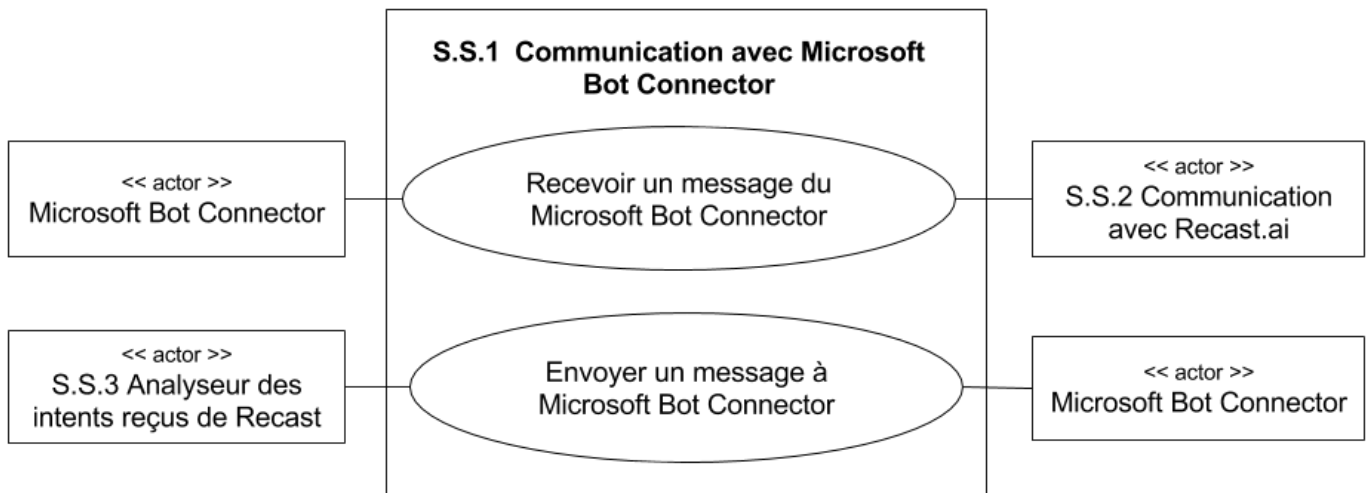 S.S.1 Communication avec Microsoft
Bot Connector
<< actor >>
Microsoft Bot Connector
Recevoir un message du
Microsoft Bot Connector
<< actor >>
S.S.2 Communication
avec Recast.ai
<< actor >>
S.S.3 Analyseur des
intents reçus de Recast
Envoyer un message à
Microsoft Bot Connector
<< actor >>
Microsoft Bot Connector